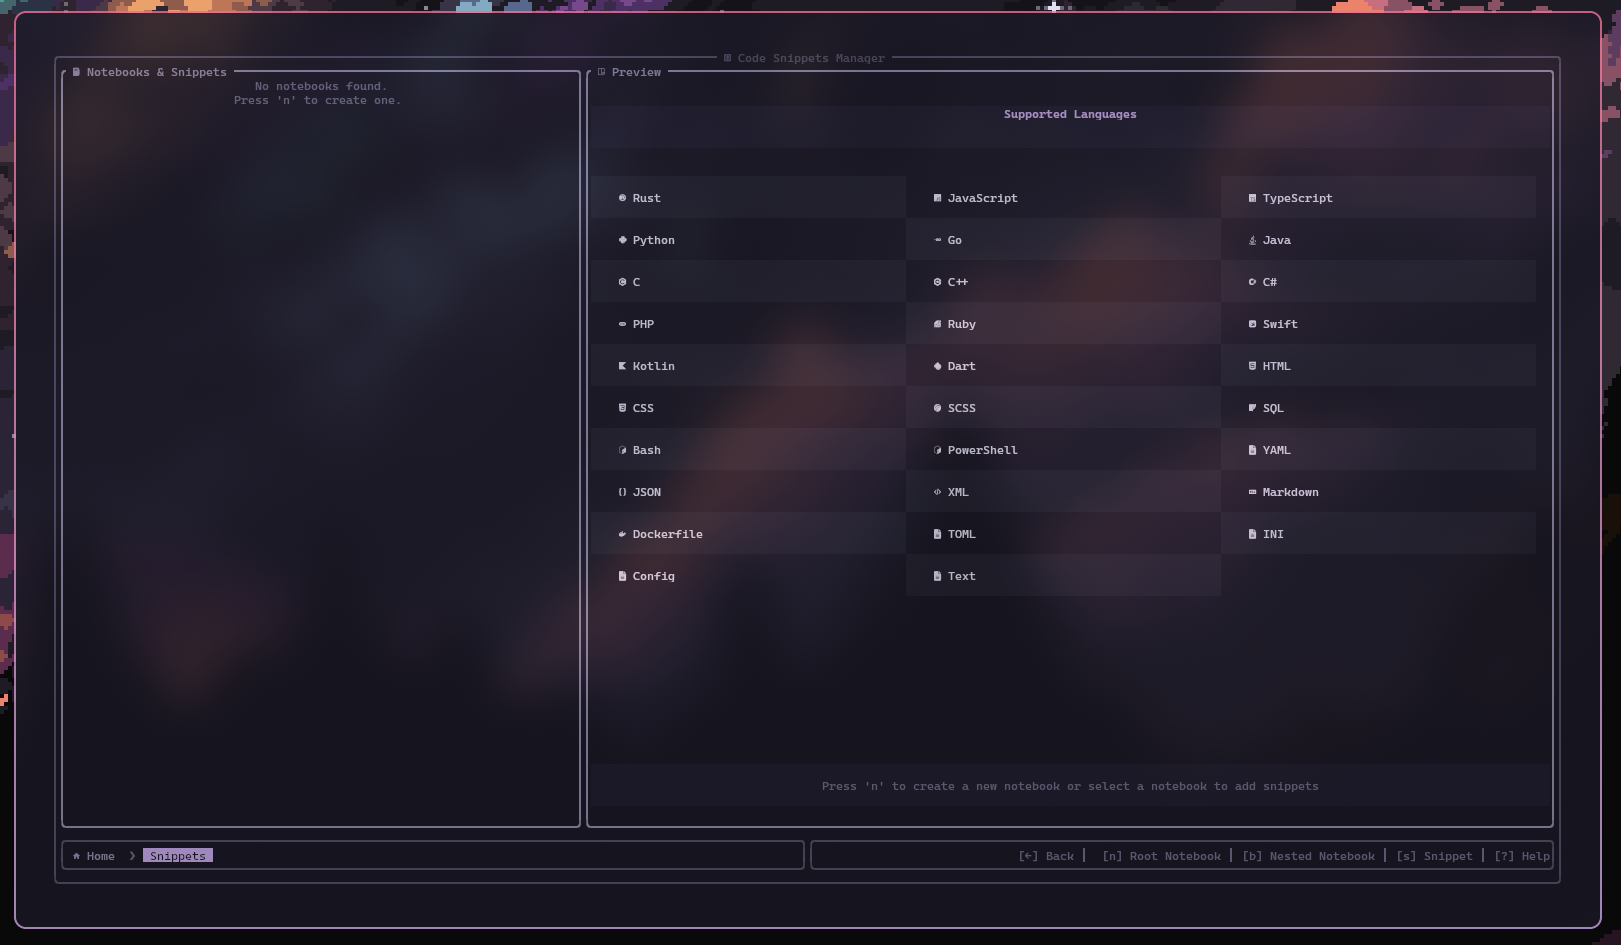 Code Snippets Manager
Notebooks & Snippets
No notebooks found.
Press 'n' to create one.
Preview
Supported Languages
Rust JavaScript TypeScript
Python Go Java
C C++ C#
PHP Ruby Swift
Kotlin Dart HTML
CSS SCSS SQL
Bash PowerShell YAML
JSON XML Markdown
Dockerfile TOML INI
Config Text
Press 'n' to create a new notebook or select a notebook to add snippets
Home ❯ Snippets
[←] Back | [n] Root Notebook | [b] Nested Notebook | [s] Snippet | [?] Help